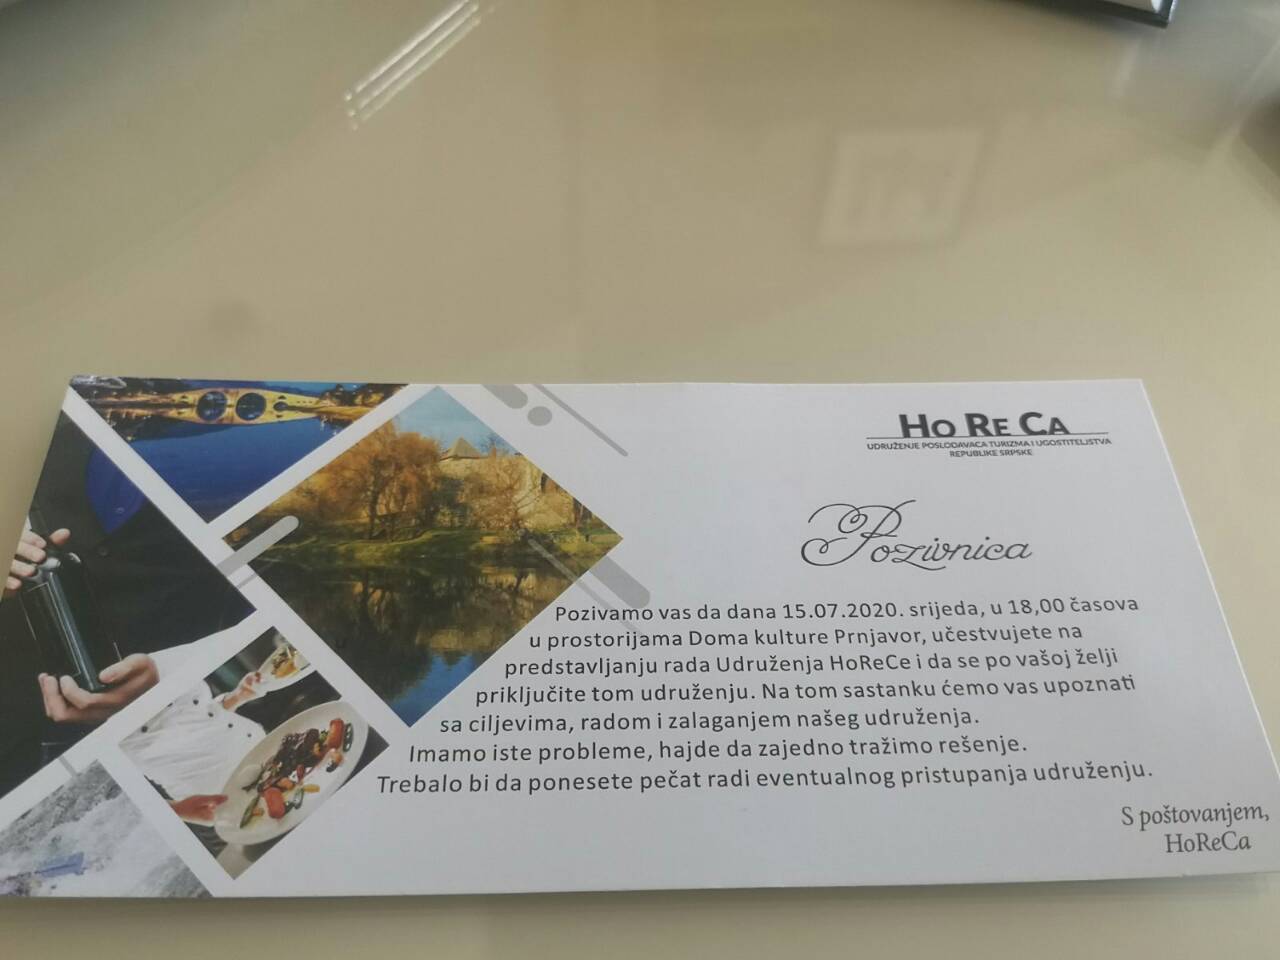 HO RE CA
UDRUŽENJE POSLODAVACA TURIZMA I UGOSTITELJSTVA
REPUBLIKE SRPSKE
Pozivnica
Pozivamo vas da dana 15.07.2020. srijeda, u 18,00 časova
u prostorijama Doma kulture Prnjavor, učestvujete na
predstavljanju rada Udruženja HoReCe i da se po vašoj želji
priključite tom udruženju. Na tom sastanku ćemo vas upoznati
sa ciljevima, radom i zalaganjem našeg udruženja.
Imamo iste probleme, hajde da zajedno tražimo rešenje.
Trebalo bi da ponesete pečat radi eventualnog pristupanja udruženju.
S poštovanjem,
HoReCa